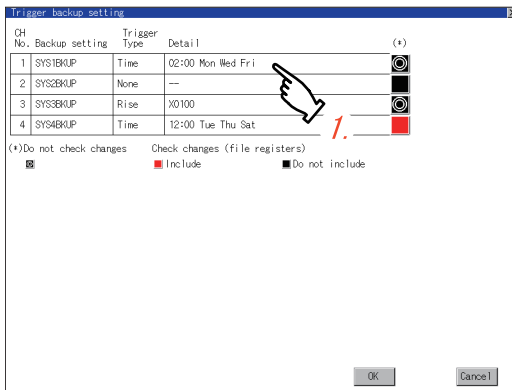 Trigger backup setting
CH No. Backup setting Trigger Type Detail (*)
1 SYS1BKUP Time 02:00 Mon Wed Fri
2 SYS2BKUP None --
3 SYS3BKUP Rise X0100
4 SYS4BKUP Time 12:00 Tue Thu Sat
1.
(*)Do not check changes Check changes (file registers)
Include Do not include
OK Cancel